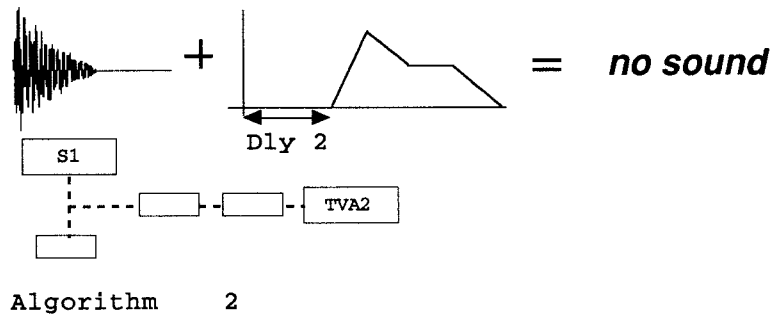 + = no sound
Dly 2
S1
TVA2
Algorithm 2